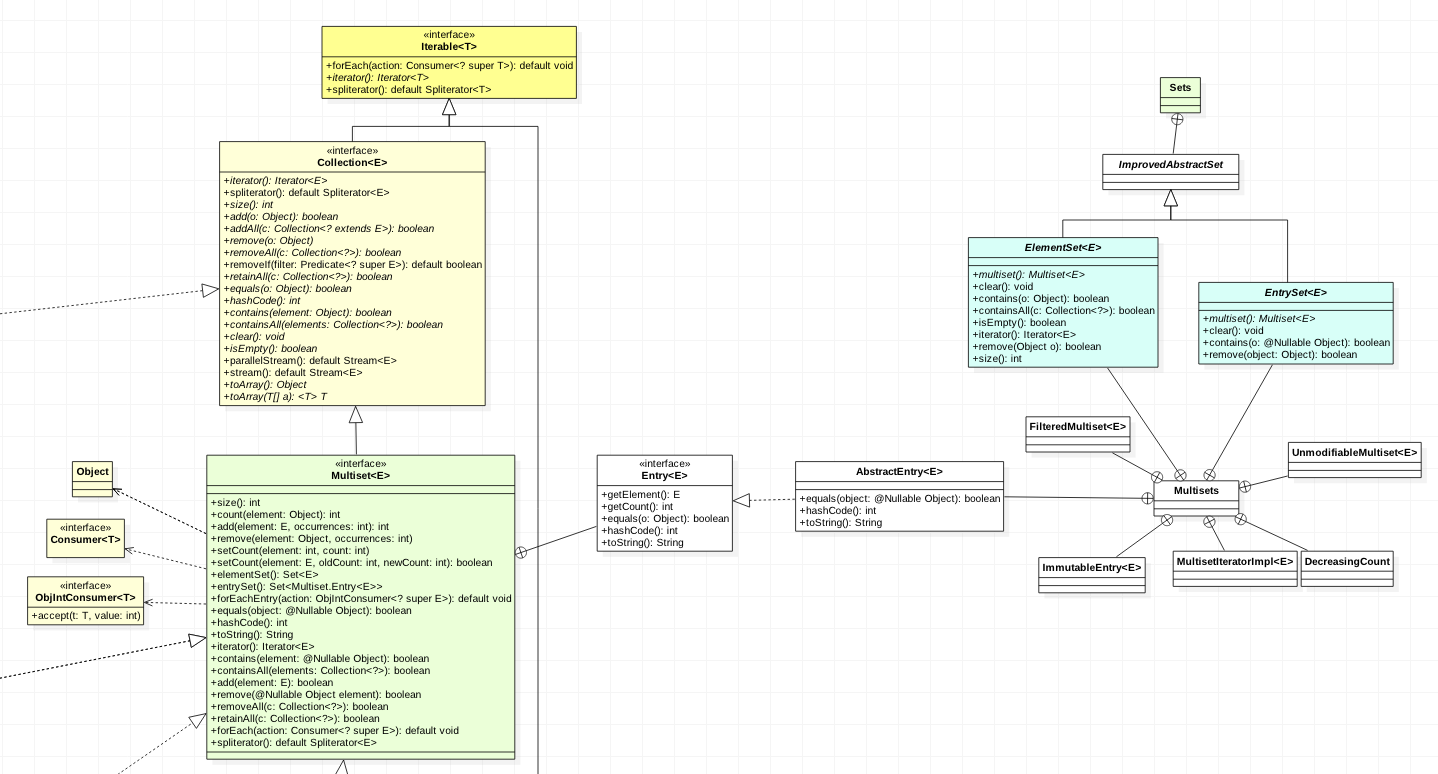 «interface»
Iterable<T>
+forEach(action: Consumer<? super T>): default void
+iterator(): Iterator<T>
+spliterator(): default Spliterator<T>
«interface»
Collection<E>
+iterator(): Iterator<E>
+spliterator(): default Spliterator<E>
+size(): int
+add(o: Object): boolean
+addAll(c: Collection<? extends E>): boolean
+remove(o: Object)
+removeAll(c: Collection<?>): boolean
+removeIf(filter: Predicate<? super E>): default boolean
+retainAll(c: Collection<?>): boolean
+equals(o: Object): boolean
+hashCode(): int
+contains(element: Object): boolean
+containsAll(elements: Collection<?>): boolean
+clear(): void
+isEmpty(): boolean
+parallelStream(): default Stream<E>
+stream(): default Stream<E>
+toArray(): Object
+toArray(T[] a): <T> T
Object
«interface»
Consumer<T>
«interface»
ObjIntConsumer<T>
+accept(t: T, value: int)
«interface»
Multiset<E>
+size(): int
+count(element: Object): int
+add(element: E, occurrences: int): int
+remove(element: Object, occurrences: int)
+setCount(element: int, count: int)
+setCount(element: E, oldCount: int, newCount: int): boolean
+elementSet(): Set<E>
+entrySet(): Set<Multiset.Entry<E>>
+forEachEntry(action: ObjIntConsumer<? super E>): default void
+equals(object: @Nullable Object): boolean
+hashCode(): int
+toString(): String
+iterator(): Iterator<E>
+contains(element: @Nullable Object): boolean
+containsAll(elements: Collection<?>): boolean
+add(element: E): boolean
+remove(@Nullable Object element): boolean
+removeAll(c: Collection<?>): boolean
+retainAll(c: Collection<?>): boolean
+forEach(action: Consumer<? super E>): default void
+spliterator(): default Spliterator<E>
«interface»
Entry<E>
+getElement(): E
+getCount(): int
+equals(o: Object): boolean
+hashCode(): int
+toString(): String
AbstractEntry<E>
+equals(object: @Nullable Object): boolean
+hashCode(): int
+toString(): String
Sets
ImprovedAbstractSet
ElementSet<E>
+multiset(): Multiset<E>
+clear(): void
+contains(o: Object): boolean
+containsAll(c: Collection<?>): boolean
+isEmpty(): boolean
+iterator(): Iterator<E>
+remove(Object o): boolean
+size(): int
EntrySet<E>
+multiset(): Multiset<E>
+clear(): void
+contains(o: @Nullable Object): boolean
+remove(object: Object): boolean
FilteredMultiset<E>
UnmodifiableMultiset<E>
Multisets
ImmutableEntry<E>
MultisetIteratorImpl<E>
DecreasingCount